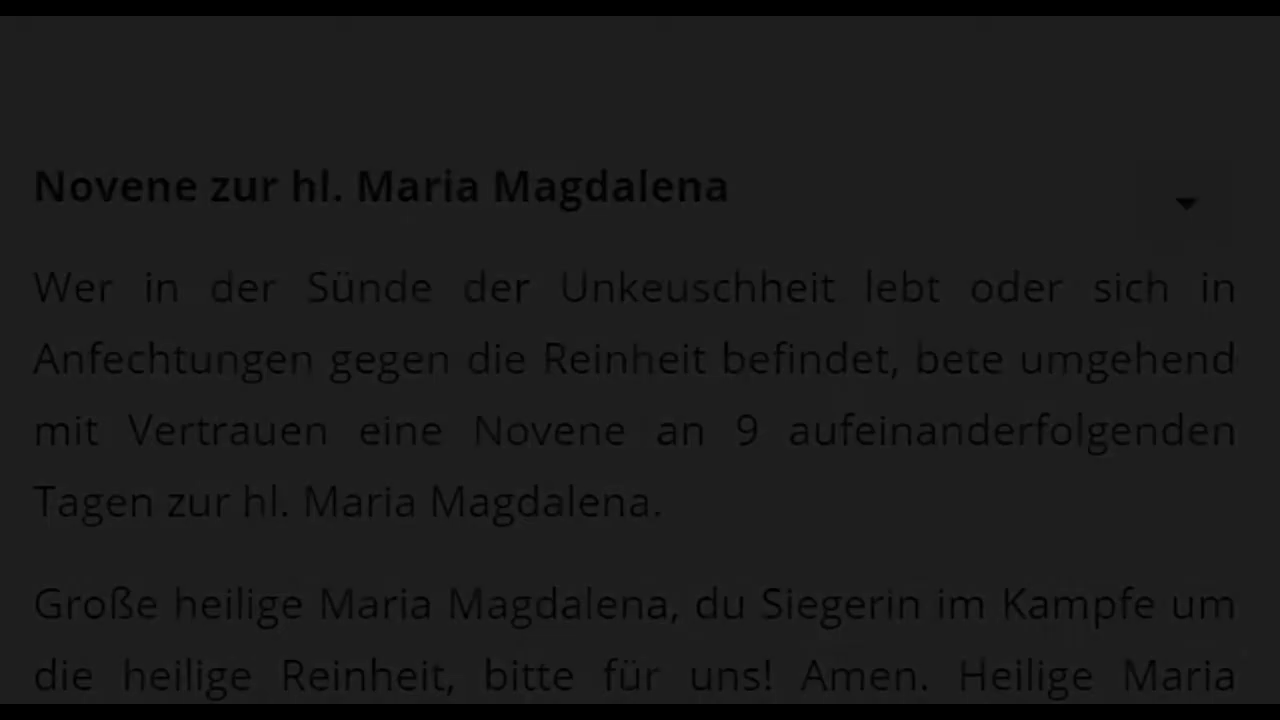 Novene zur hl. Maria Magdalena
Wer in der Sünde der Unkeuschheit lebt oder sich in
Anfechtungen gegen die Reinheit befindet, bete umgehend
mit Vertrauen eine Novene an 9 aufeinanderfolgenden
Tagen zur hl. Maria Magdalena.
Große heilige Maria Magdalena, du Siegerin im Kampfe um
die heilige Reinheit, bitte für uns! Amen. Heilige Maria